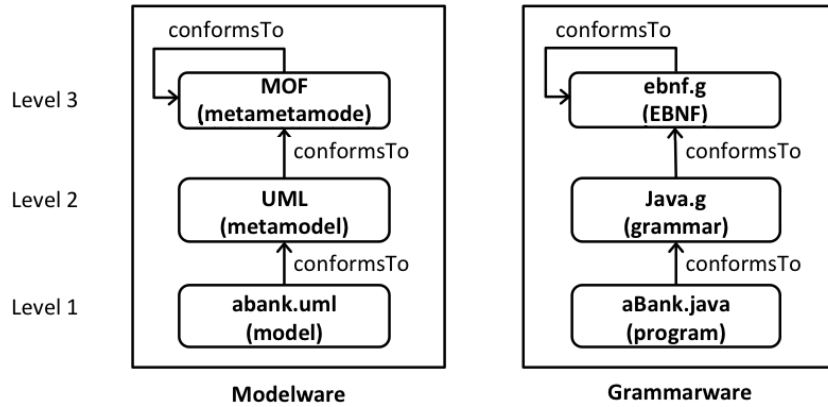 conformsTo
MOF
(metametamode)
Level 3
conformsTo
UML
(metamodel)
Level 2
conformsTo
abank.uml
(model)
Level 1
Modelware
conformsTo
ebnf.g
(EBNF)
conformsTo
Java.g
(grammar)
conformsTo
aBank.java
(program)
Grammarware